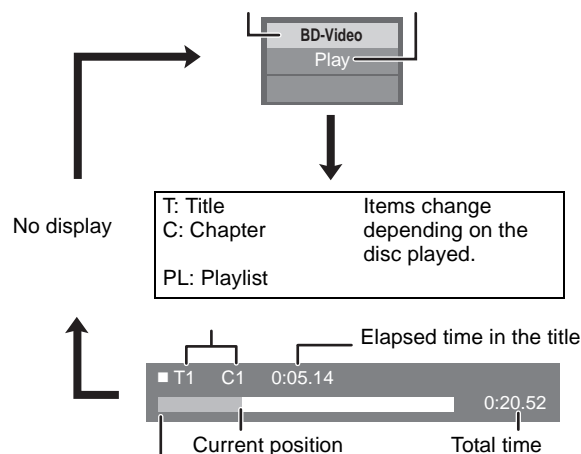 BD-Video
Play
No display
T: Title
C: Chapter
PL: Playlist
Items change
depending on the
disc played.
Elapsed time in the title
T1 C1 0:05.14
0:20.52
Current position
Total time